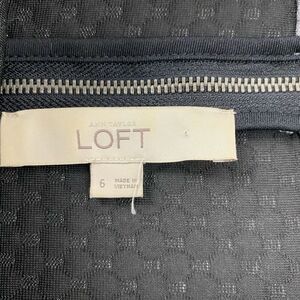 ANN TAYLOR
LOFT
6
MADE IN
VIETNAM